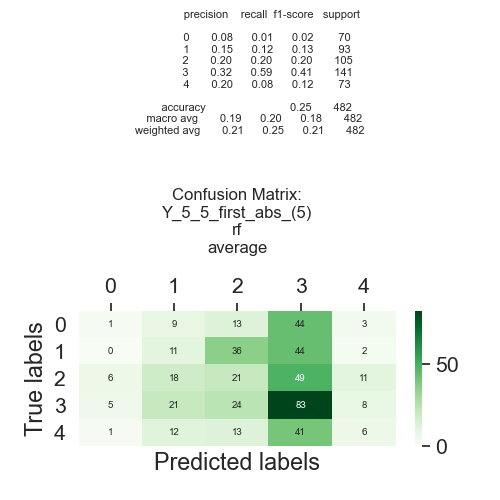 precision recall f1-score support
0 0.08 0.01 0.02 70
1 0.15 0.12 0.13 93
2 0.20 0.20 0.20 105
3 0.32 0.59 0.41 141
4 0.20 0.08 0.12 73
accuracy 0.25 482
macro avg 0.19 0.20 0.18 482
weighted avg 0.21 0.25 0.21 482
Confusion Matrix:
Y_5_5_first_abs_(5)
rf
average
0 1 2 3 4
True labels
0 1 9 13 44 3
1 0 11 36 44 2
2 6 18 21 49 11
3 5 21 24 83 8
4 1 12 13 41 6
Predicted labels
50
0